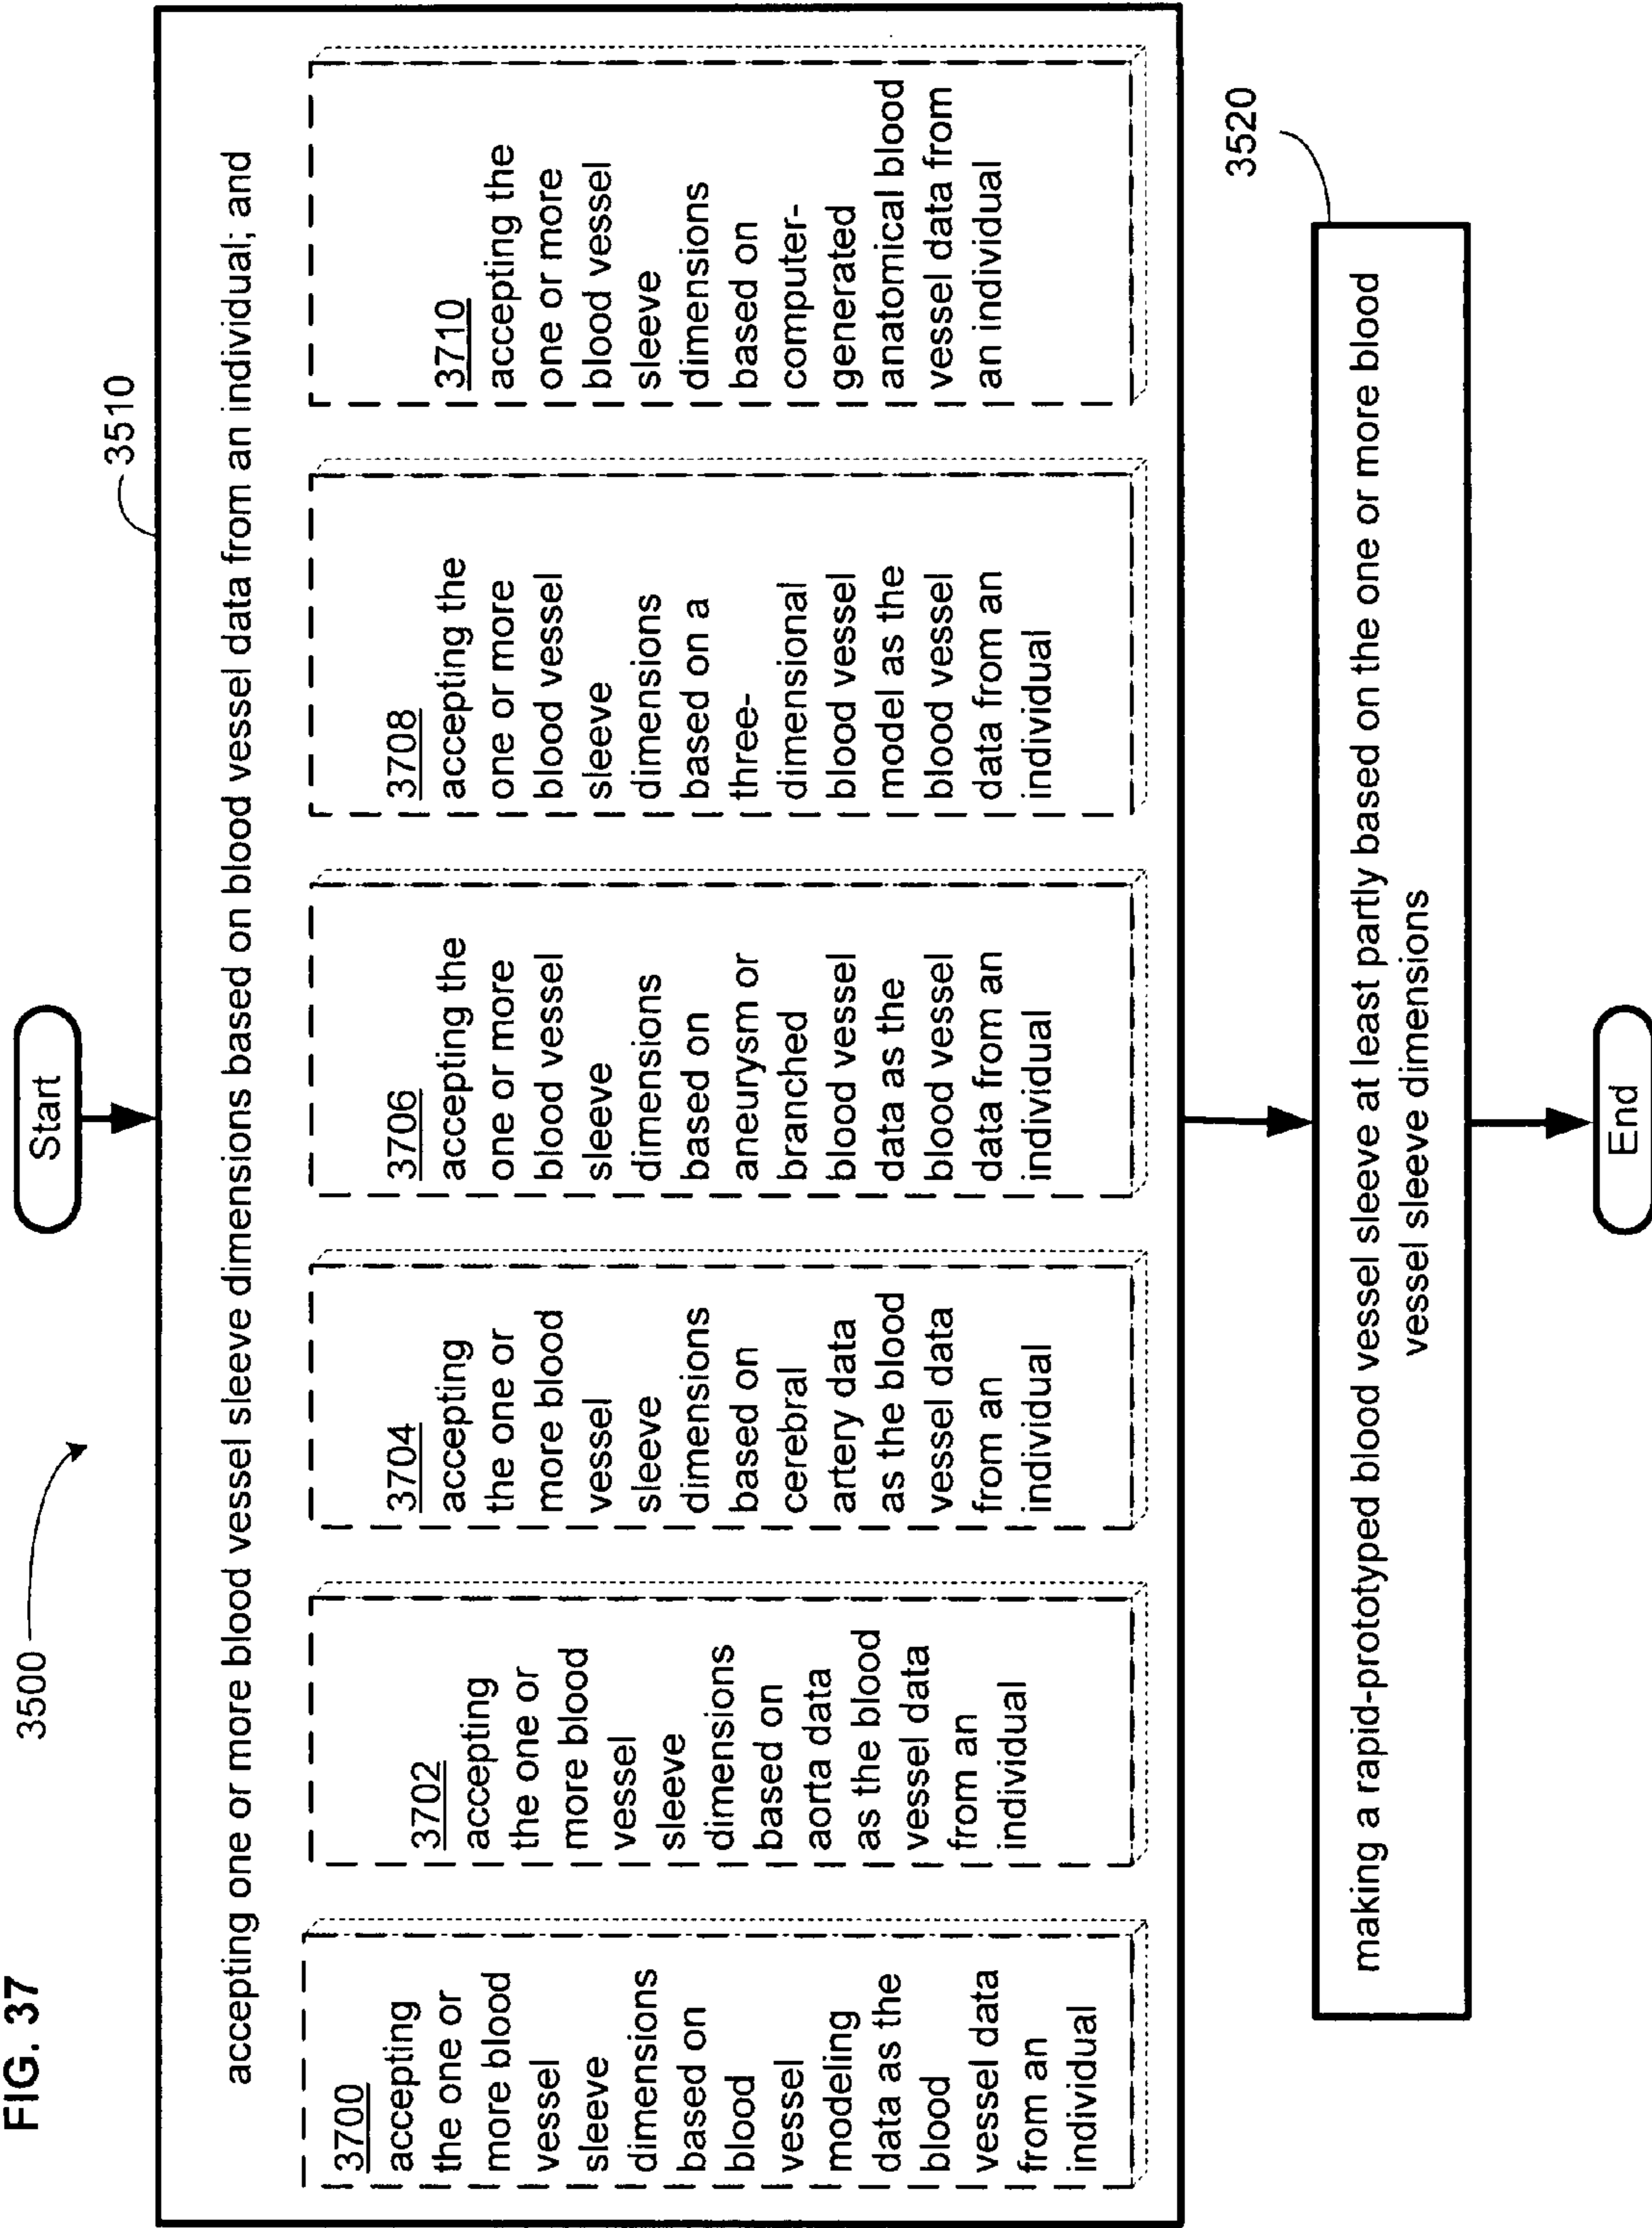 FIG. 37
3500
Start
3510
accepting one or more blood vessel sleeve dimensions based on blood vessel data from an individual; and
3700
accepting
the one or
more blood
vessel
sleeve
dimensions
based on
blood
vessel
modeling
data as the
blood
vessel data
from an
individual
3702
accepting
the one or
more blood
vessel
sleeve
dimensions
based on
aorta data
as the blood
vessel data
from an
individual
3704
accepting
the one or
more blood
vessel
sleeve
dimensions
based on
cerebral
artery data
as the blood
vessel data
from an
individual
3706
accepting the
one or more
blood vessel
sleeve
dimensions
based on
aneurysm or
branched
blood vessel
data as the
blood vessel
data from an
individual
3708
accepting the
one or more
blood vessel
sleeve
dimensions
based on a
three-
dimensional
blood vessel
model as the
blood vessel
data from an
individual
3710
accepting the
one or more
blood vessel
sleeve
dimensions
based on
computer-
generated
anatomical blood
vessel data from
an individual
3520
making a rapid-prototyped blood vessel sleeve at least partly based on the one or more blood
vessel sleeve dimensions
End